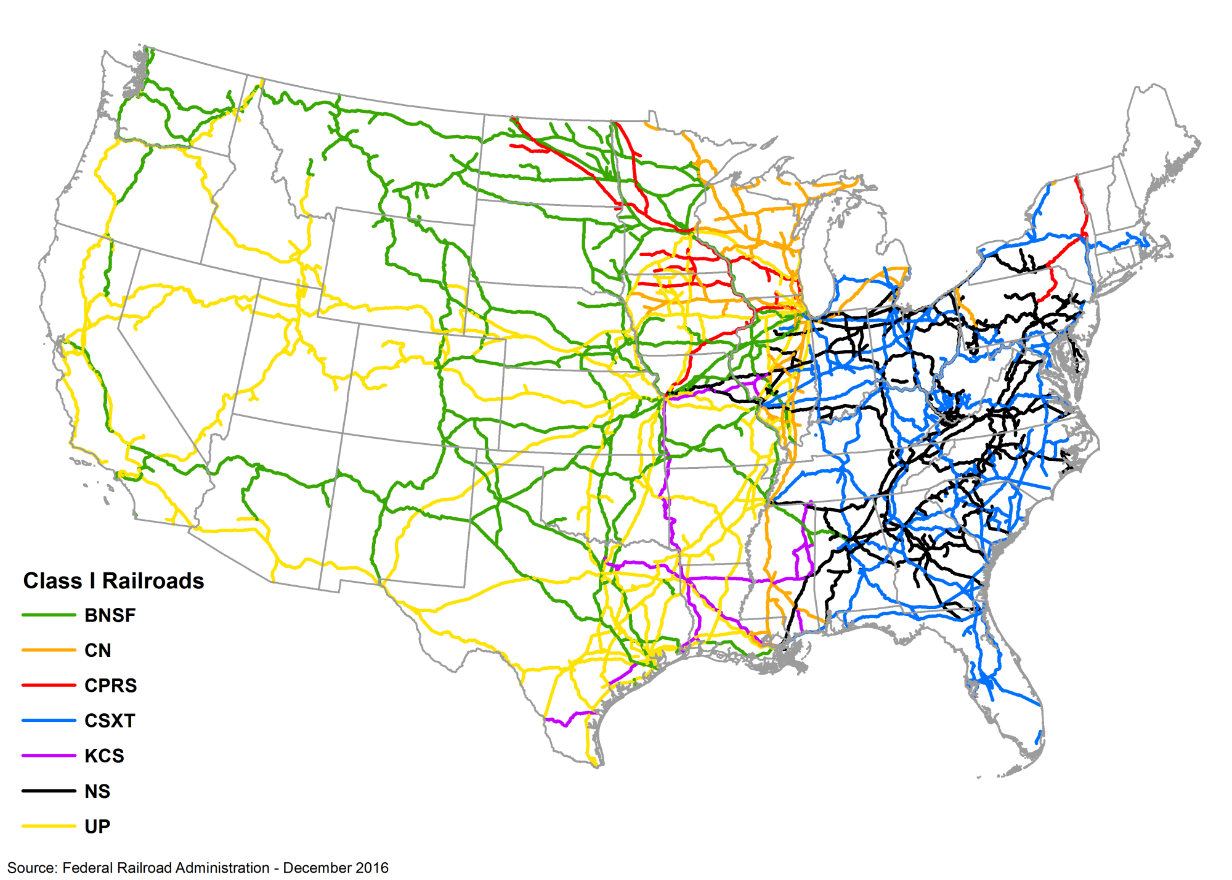 Class I Railroads
BNSF
CN
CPRS
CSXT
KCS
NS
UP
Source: Federal Railroad Administration - December 2016